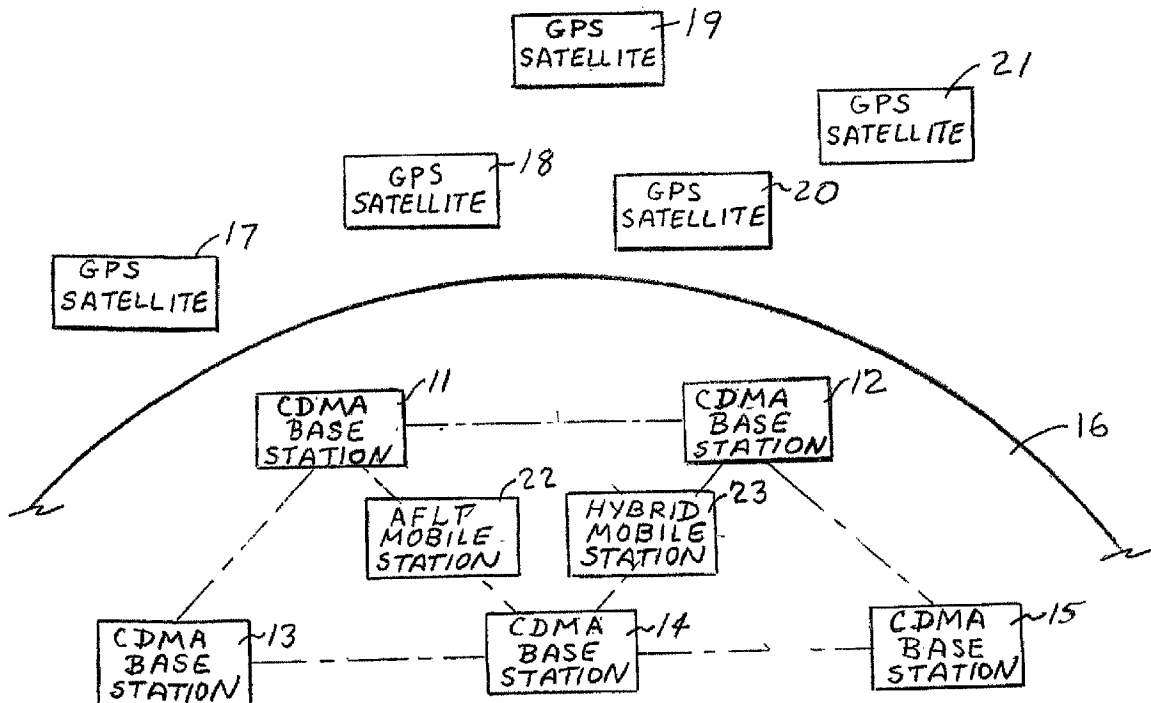 GPS
SATELLITE
19
GPS
SATELLITE
21
GPS
SATELLITE
18
GPS
SATELLITE
20
GPS
SATELLITE
17
CDMA
BASE
STATION
11
CDMA
BASE
STATION
12
16
AFLT
MOBILE
STATION
22
HYBRID
MOBILE
STATION
23
CDMA
BASE
STATION
13
CDMA
BASE
STATION
14
CDMA
BASE
STATION
15